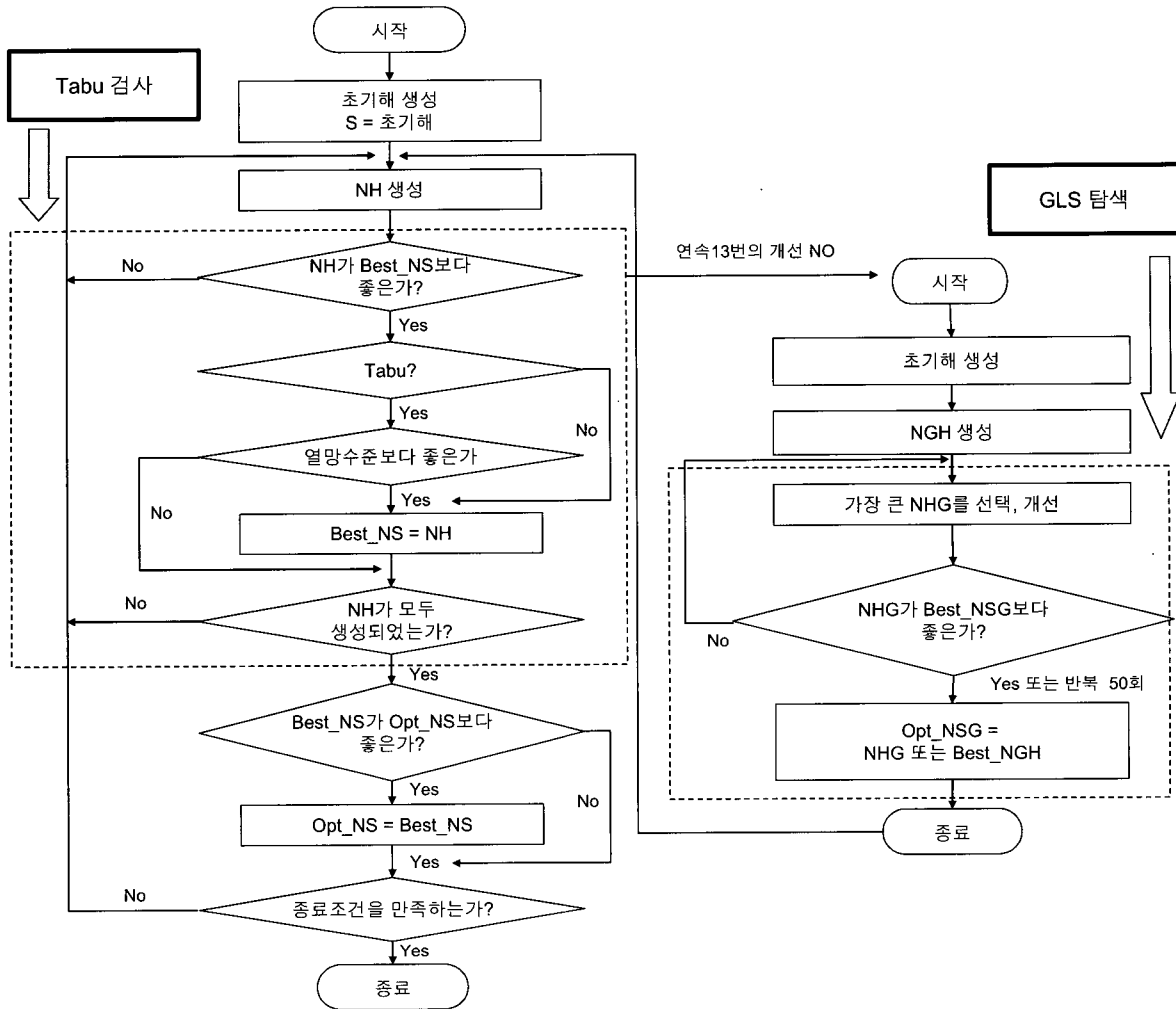 시작
Tabu 검사
초기해 생성
S = 초기해
NH 생성
NH가 Best_NS보다
좋은가?
No
Yes
Tabu?
Yes
No
열망수준보다 좋은가
No
Yes
Best_NS = NH
NH가 모두
생성되었는가?
No
Yes
Best_NS가 Opt_NS보다
좋은가?
Yes
No
Opt_NS = Best_NS
Yes
종료조건을 만족하는가?
No
Yes
종료
GLS 탐색
연속13번의 개선 NO
시작
초기해 생성
NGH 생성
가장 큰 NHG를 선택, 개선
NHG가 Best_NSG보다
좋은가?
No
Yes 또는 반복 50회
Opt_NSG =
NHG 또는 Best_NGH
종료